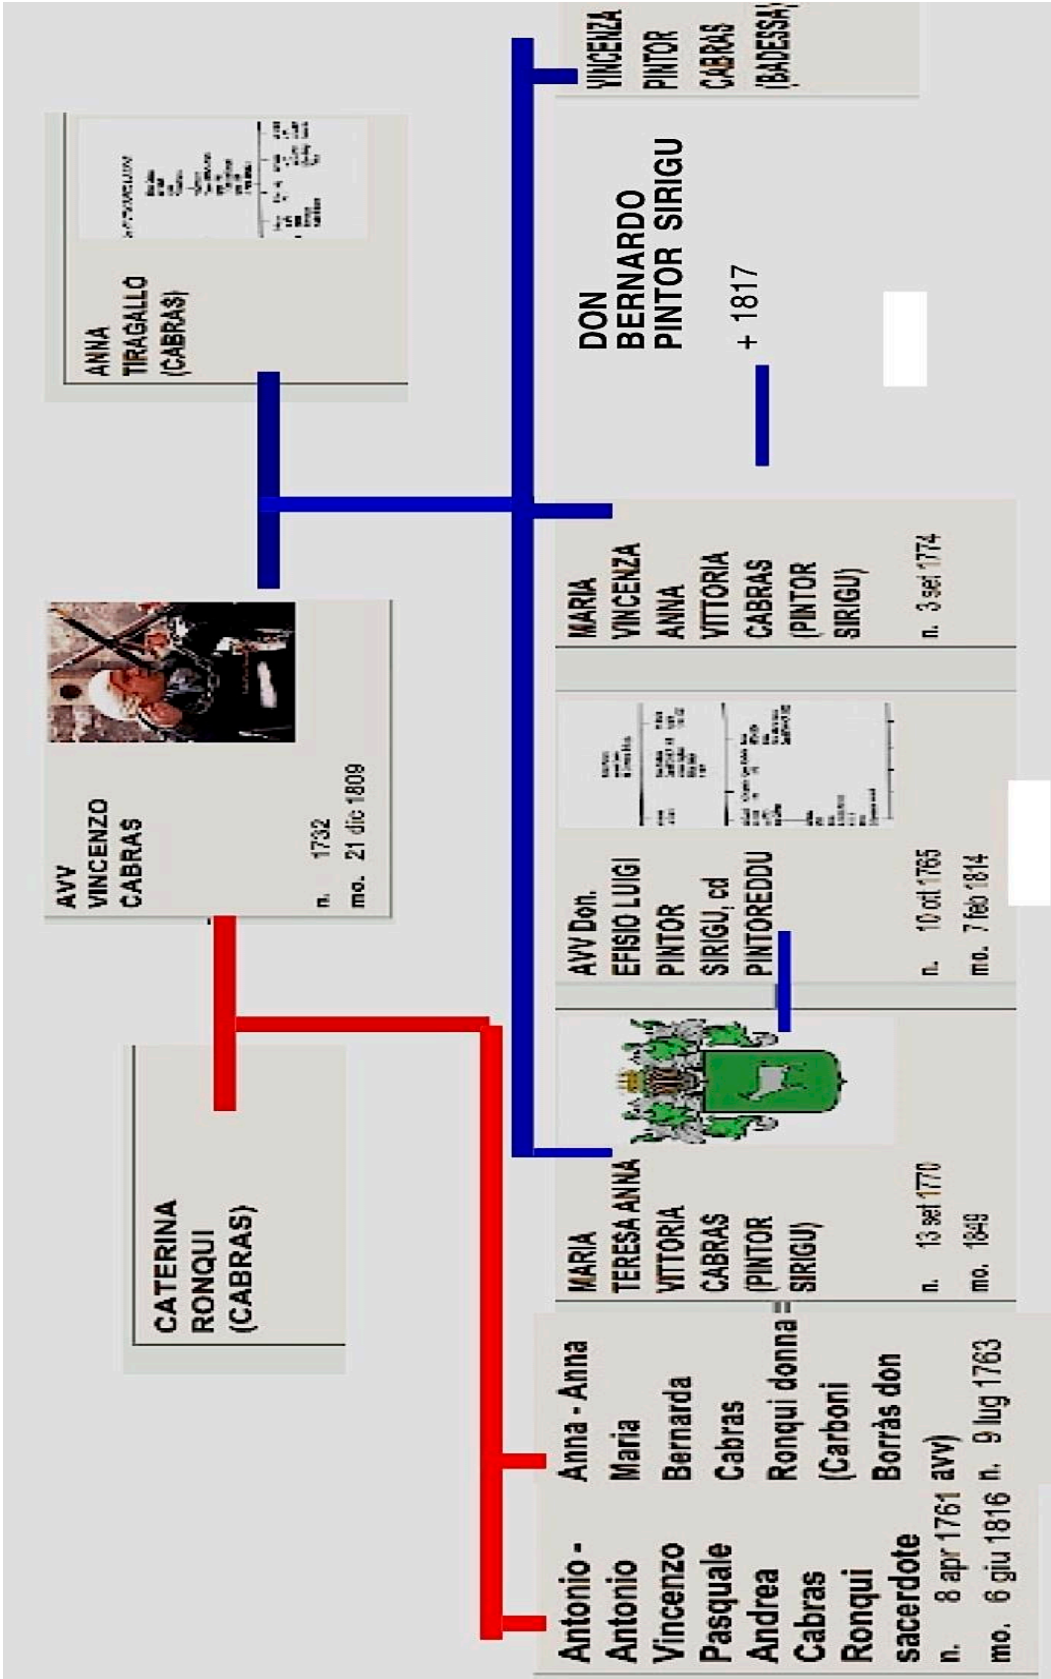 CATERINA
RONQUI
(CABRAS)
AVV
VINCENZO
CABRAS
n. 1732
mo. 21 dic 1809
ANNA
TIRAGALLO
(CABRAS)
Antonio -
Antonio
Vincenzo
Pasquale
Andrea
Cabras
Ronqui
sacerdote
n. 8 apr 1761
mo. 6 giu 1816
Anna - Anna
Maria
Bernarda
Cabras
Ronqui donna =
(Carboni
Borràs don
avv)
n. 9 lug 1763
MARIA
TERESA ANNA
VITTORIA
CABRAS
(PINTOR
SIRIGU)
n. 13 set 1770
mo. 1849
AVV Don.
EFISIO LUIGI
PINTOR
SIRIGU, cd
PINTOREDDU
n. 10 ott 1765
mo. 7 feb 1814
MARIA
VINCENZA
ANNA
VITTORIA
CABRAS
(PINTOR
SIRIGU)
n. 3 set 1774
DON
BERNARDO
PINTOR SIRIGU
+ 1817
VINCENZA
PINTOR
CABRAS
(BADESSA)